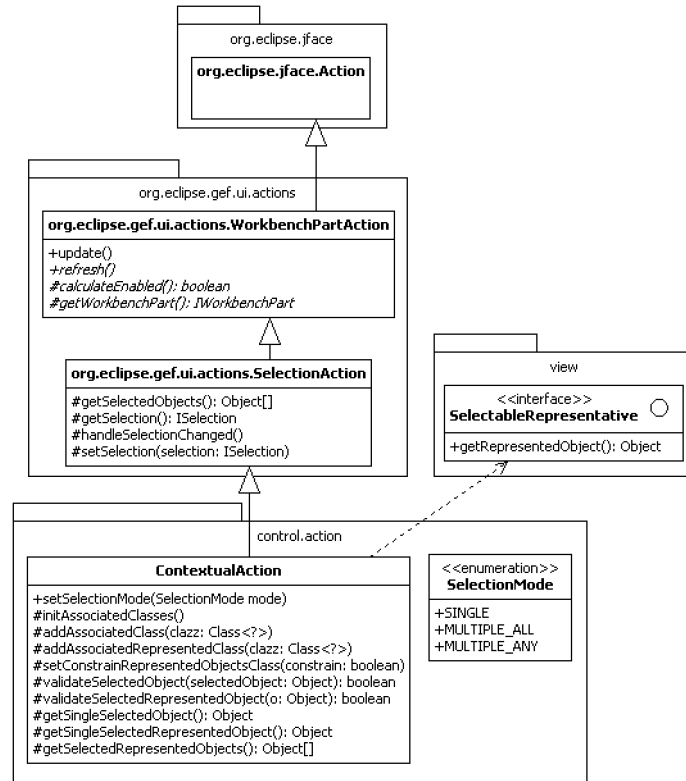 org.eclipse.jface
org.eclipse.jface.Action
org.eclipse.gef.ui.actions
org.eclipse.gef.ui.actions.WorkbenchPartAction
+update()
+refresh()
#calculateEnabled(): boolean
#getWorkbenchPart(): IWorkbenchPart
org.eclipse.gef.ui.actions.SelectionAction
#getSelectedObjects(): Object[]
#getSelection(): ISelection
#handleSelectionChanged()
#setSelection(selection: ISelection)
view
<<interface>>
SelectableRepresentative
+getRepresentedObject(): Object
control.action
ContextualAction
+setSelectionMode(SelectionMode mode)
#initAssociatedClasses()
#addAssociatedClass(clazz: Class<?>)
#addAssociatedRepresentedClass(clazz: Class<?>)
#setConstrainRepresentedObjectsClass(constrain: boolean)
#validateSelectedObject(selectedObject: Object): boolean
#validateSelectedRepresentedObject(o: Object): boolean
#getSingleSelectedObject(): Object
#getSingleSelectedRepresentedObject(): Object
#getSelectedRepresentedObjects(): Object[]
<<enumeration>>
SelectionMode
+SINGLE
+MULTIPLE_ALL
+MULTIPLE_ANY